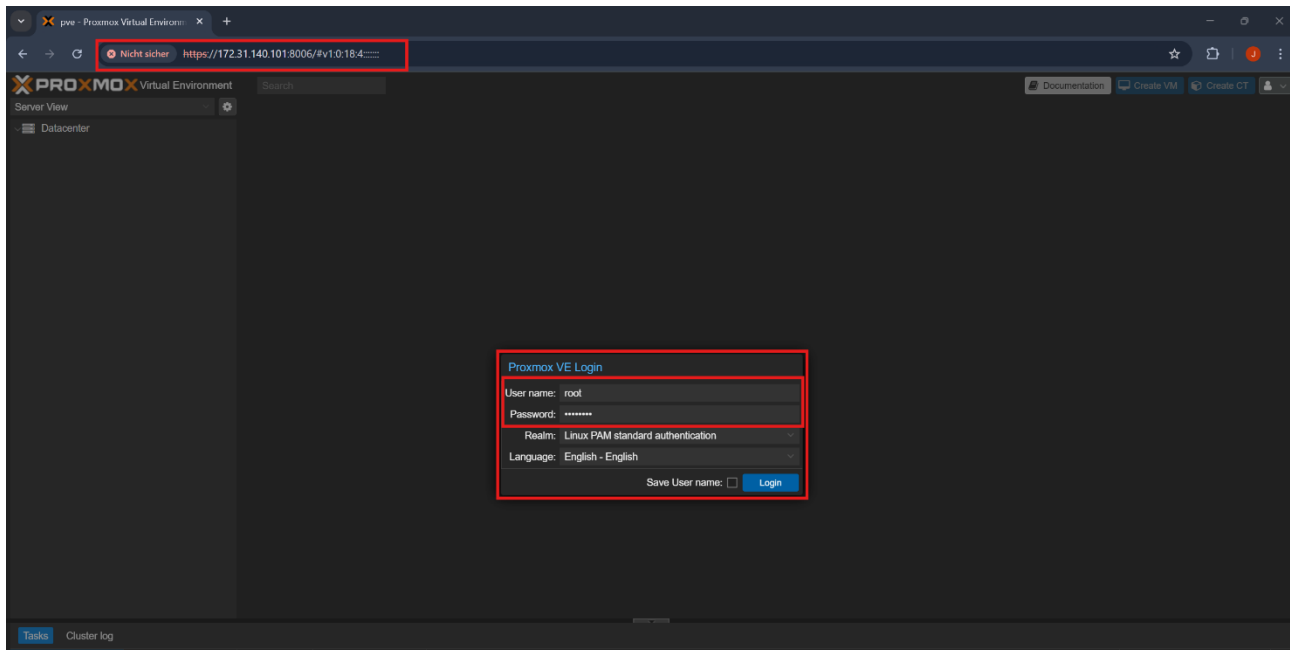 pve - Proxmox Virtual Environm
Nicht sicher https://172.31.140.101:8006/#v1:0:18:4:::::::
PROXMOX Virtual Environment Search Documentation Create VM Create CT
Server View
Datacenter
Proxmox VE Login
User name: root
Password: ••••••••
Realm: Linux PAM standard authentication
Language: English - English
Save User name: Login
Tasks Cluster log